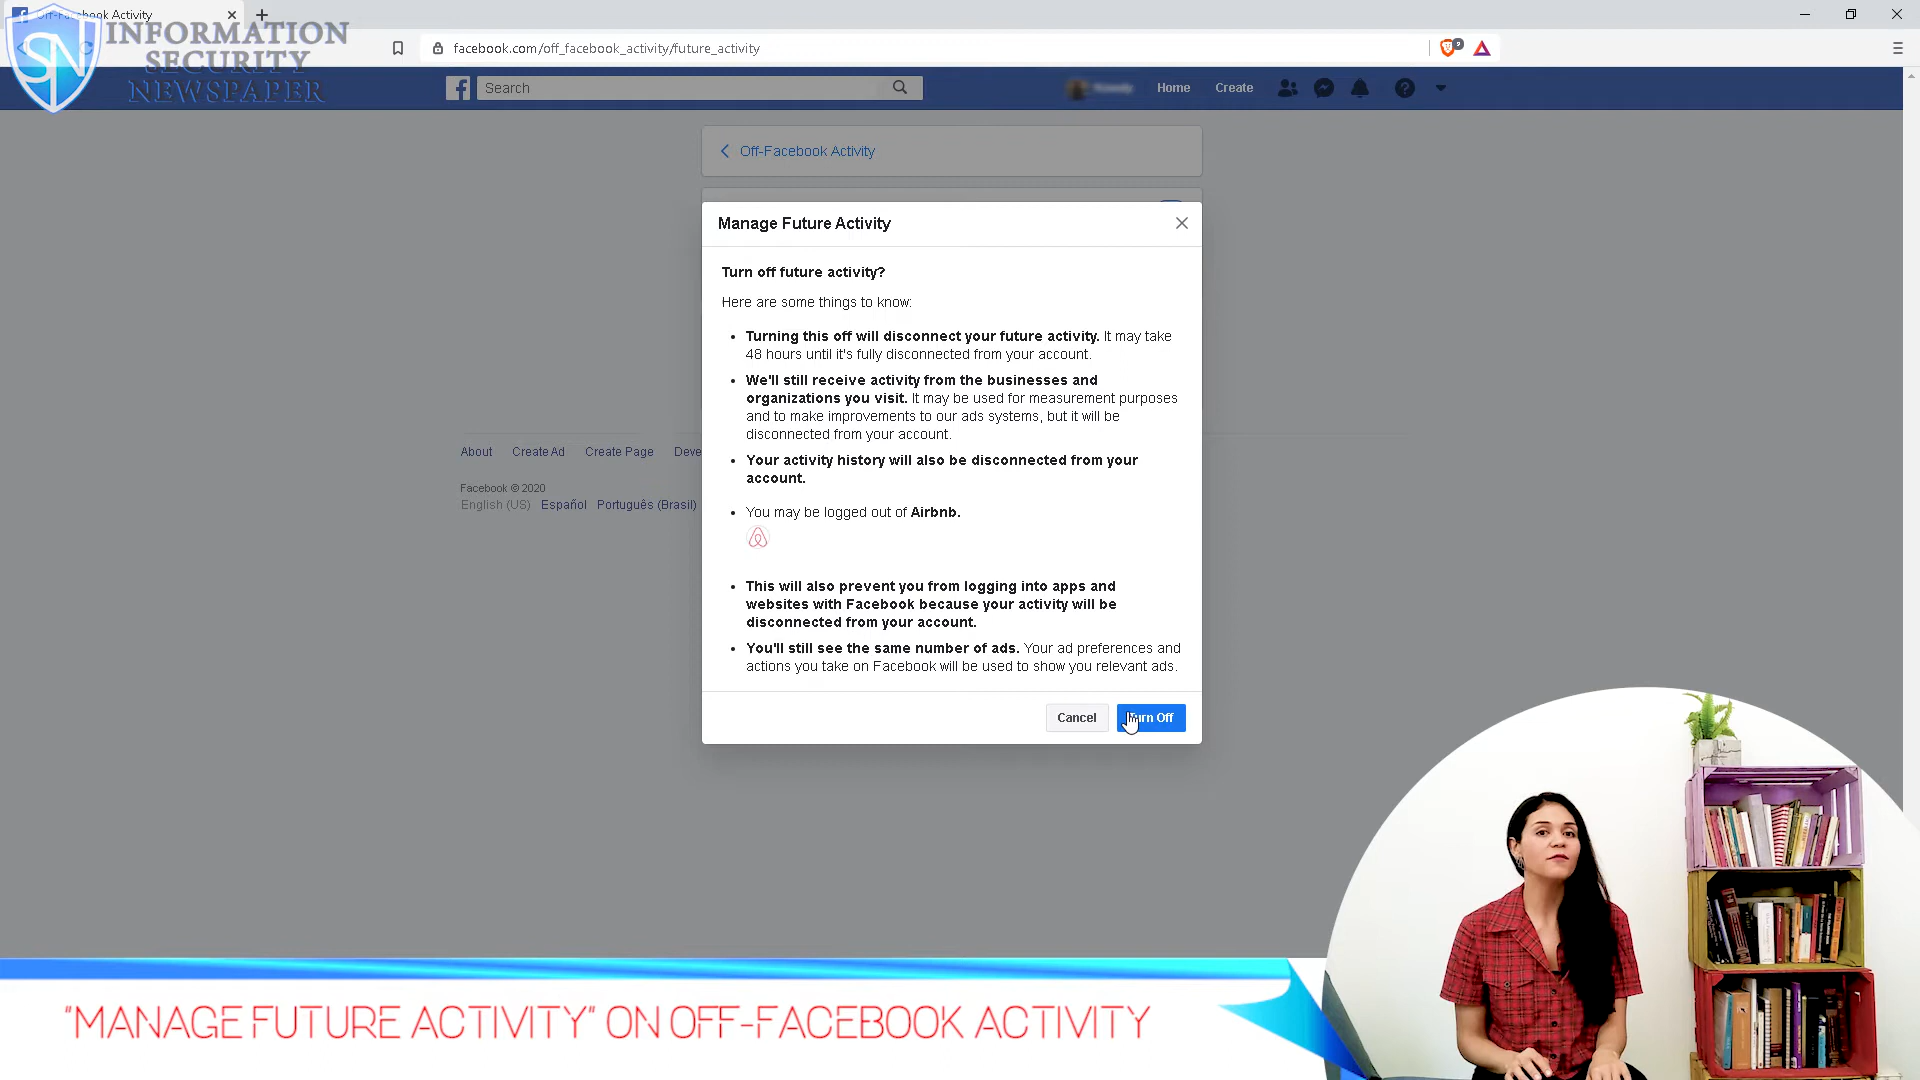 Off-Facebook Activity
INFORMATION
SECURITY
NEWSPAPER
SN
facebook.com/off_facebook_activity/future_activity
9
Search
Home
Create
Off-Facebook Activity
Manage Future Activity
Turn off future activity?
Here are some things to know:
• Turning this off will disconnect your future activity. It may take
48 hours until it's fully disconnected from your account.
• We'll still receive activity from the businesses and
organizations you visit. It may be used for measurement purposes
and to make improvements to our ads systems, but it will be
disconnected from your account.
• Your activity history will also be disconnected from your
account.
• You may be logged out of Airbnb.
• This will also prevent you from logging into apps and
websites with Facebook because your activity will be
disconnected from your account.
• You'll still see the same number of ads. Your ad preferences and
actions you take on Facebook will be used to show you relevant ads.
Cancel
Turn Off
About
Create Ad
Create Page
Deve
Facebook © 2020
English (US)
Español
Português (Brasil)
"MANAGE FUTURE ACTIVITY" ON OFF-FACEBOOK ACTIVITY